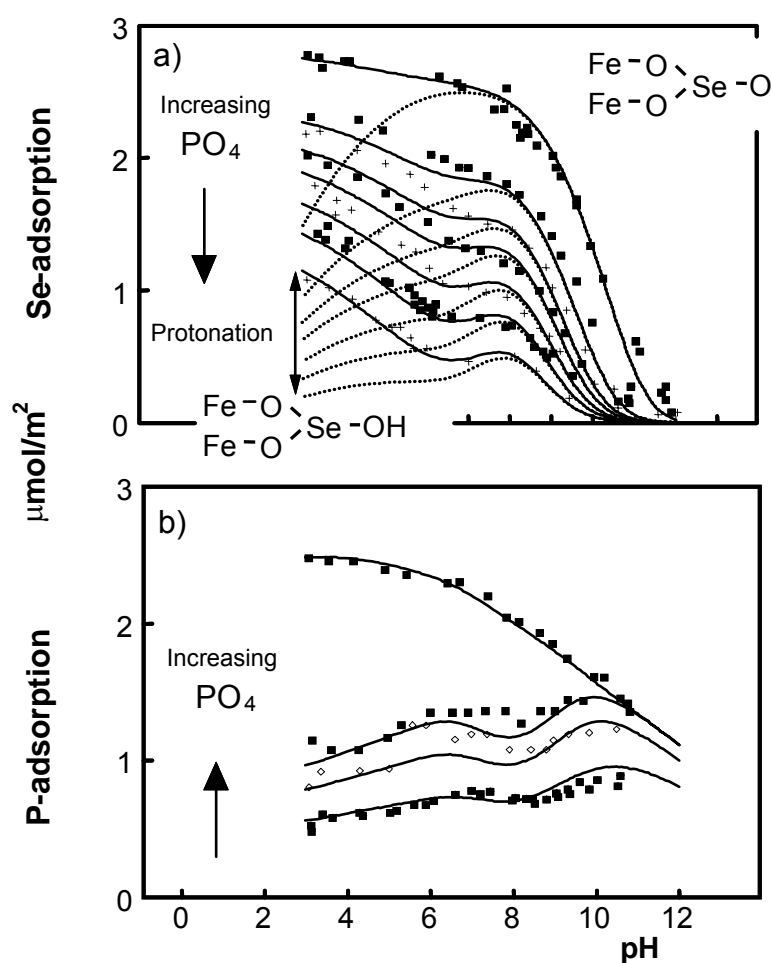 a)
3
2
1
0
Increasing
PO4
Protonation
Fe-O
Fe-O
Se-O
Fe-O
Fe-O
Se-OH
Se-adsorption
µmol/m²
b)
3
2
1
0
Increasing
PO4
P-adsorption
0 2 4 6 8 10 12
pH